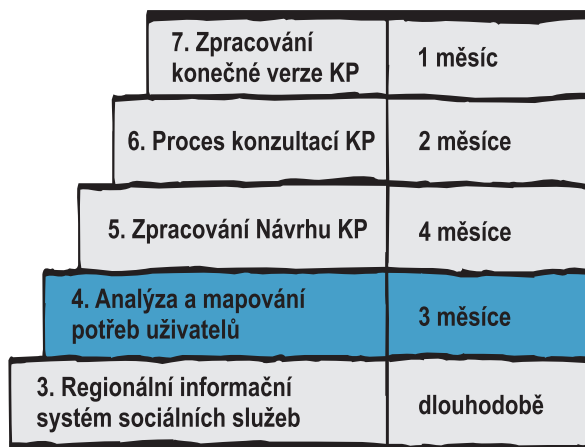 7. Zpracování
konečné verze KP
1 měsíc
6. Proces konzultací KP
2 měsíce
5. Zpracování Návrhu KP
4 měsíce
4. Analýza a mapování
potřeb uživatelů
3 měsíce
3. Regionální informační
systém sociálních služeb
dlouhodobě